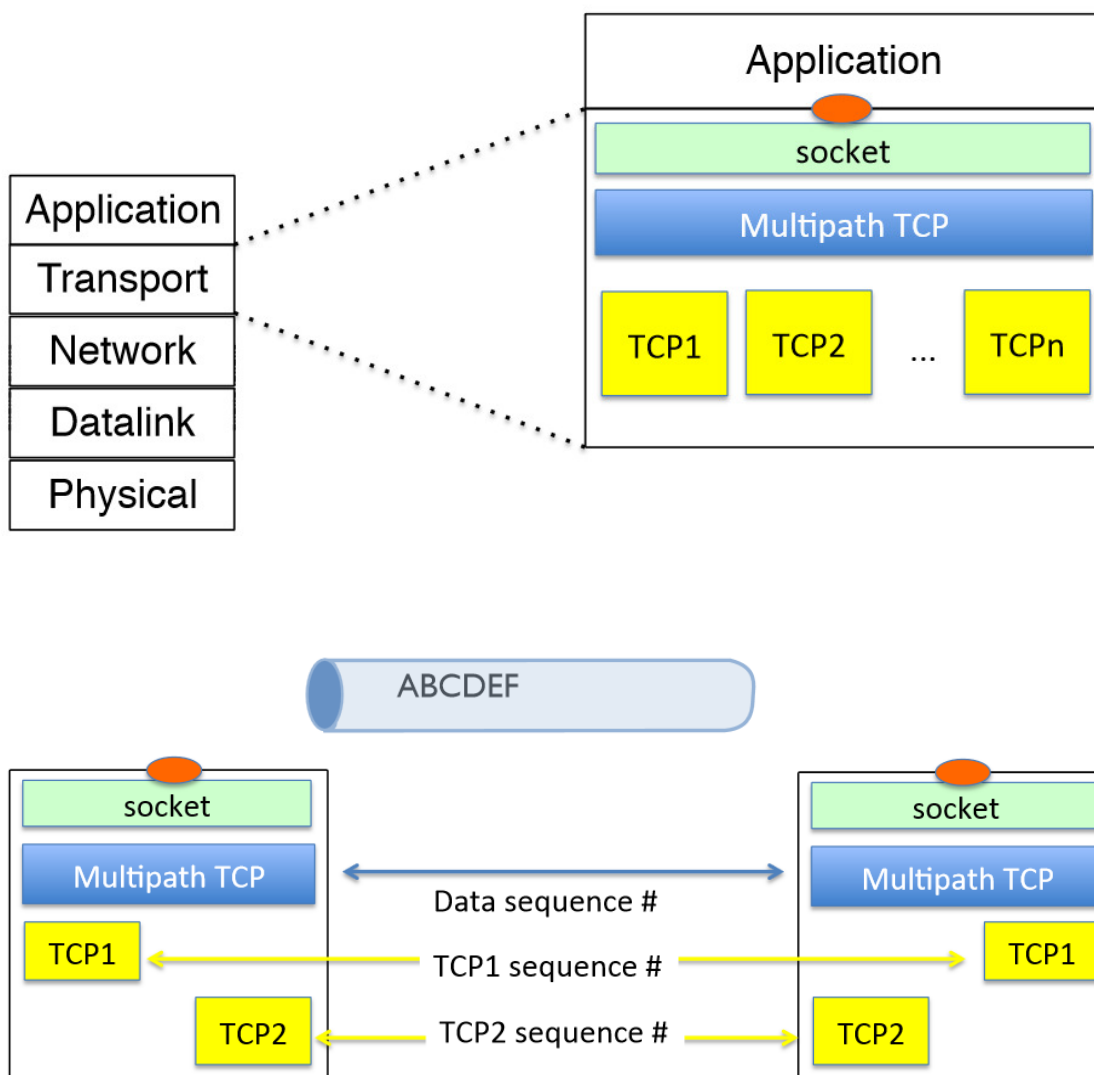 Application
socket
Multipath TCP
TCP1 TCP2 ... TCPn
Application
Transport
Network
Datalink
Physical
ABCDEF
socket
Multipath TCP
TCP1
TCP2
Data sequence #
TCP1 sequence #
TCP2 sequence #
socket
Multipath TCP
TCP1
TCP2